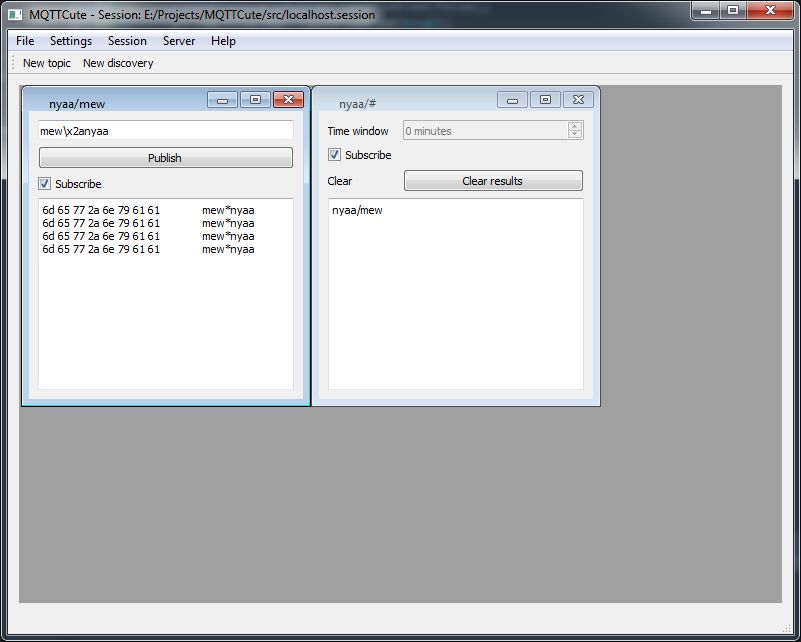 MQTTCute - Session: E:/Projects/MQTTCute/src/localhost.session
File Settings Session Server Help
New topic New discovery
nyaa/mew
mew\x2anyaa
Publish
Subscribe
6d 65 77 2a 6e 79 61 61 mew*nyaa
6d 65 77 2a 6e 79 61 61 mew*nyaa
6d 65 77 2a 6e 79 61 61 mew*nyaa
6d 65 77 2a 6e 79 61 61 mew*nyaa
nyaa/#
Time window 0 minutes
Subscribe
Clear Clear results
nyaa/mew